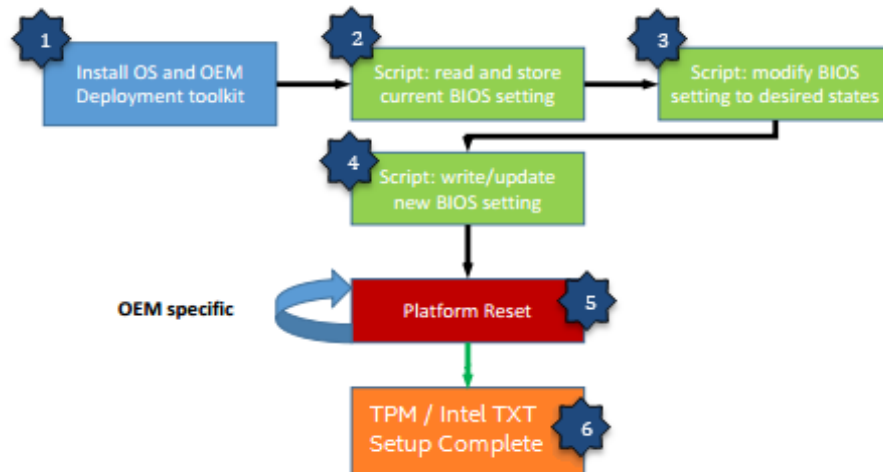 1
Install OS and OEM
Deployment toolkit
2
Script: read and store
current BIOS setting
3
Script: modify BIOS
setting to desired states
4
Script: write/update
new BIOS setting
OEM specific
Platform Reset
5
TPM / Intel TXT
Setup Complete
6